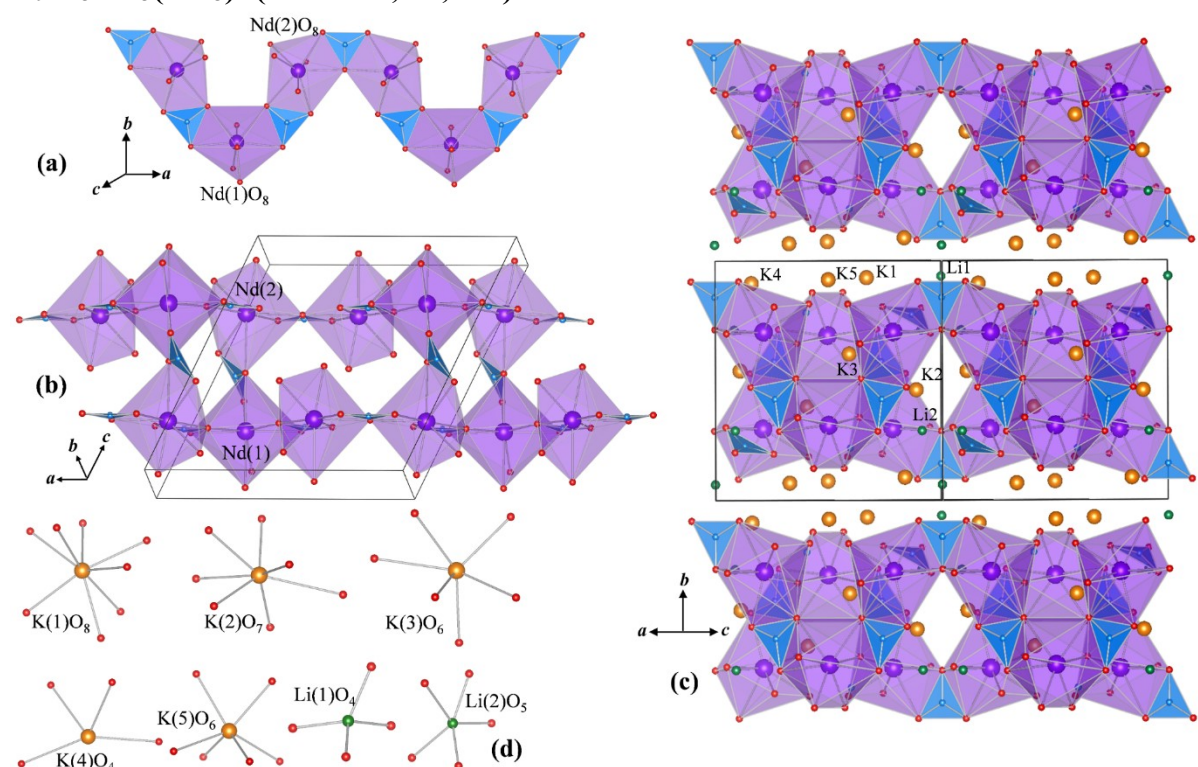 Nd(2)O8
b
a
c
(a)
Nd(1)O8
Nd(2)
(b)
Nd(1)
c
b
a
K(1)O8
K(2)O7
K(3)O6
K(4)O4
K(5)O6
Li(1)O4
Li(2)O5
(d)
K4
K5
K1
Li1
K3
K2
Li2
b
a
c
(c)